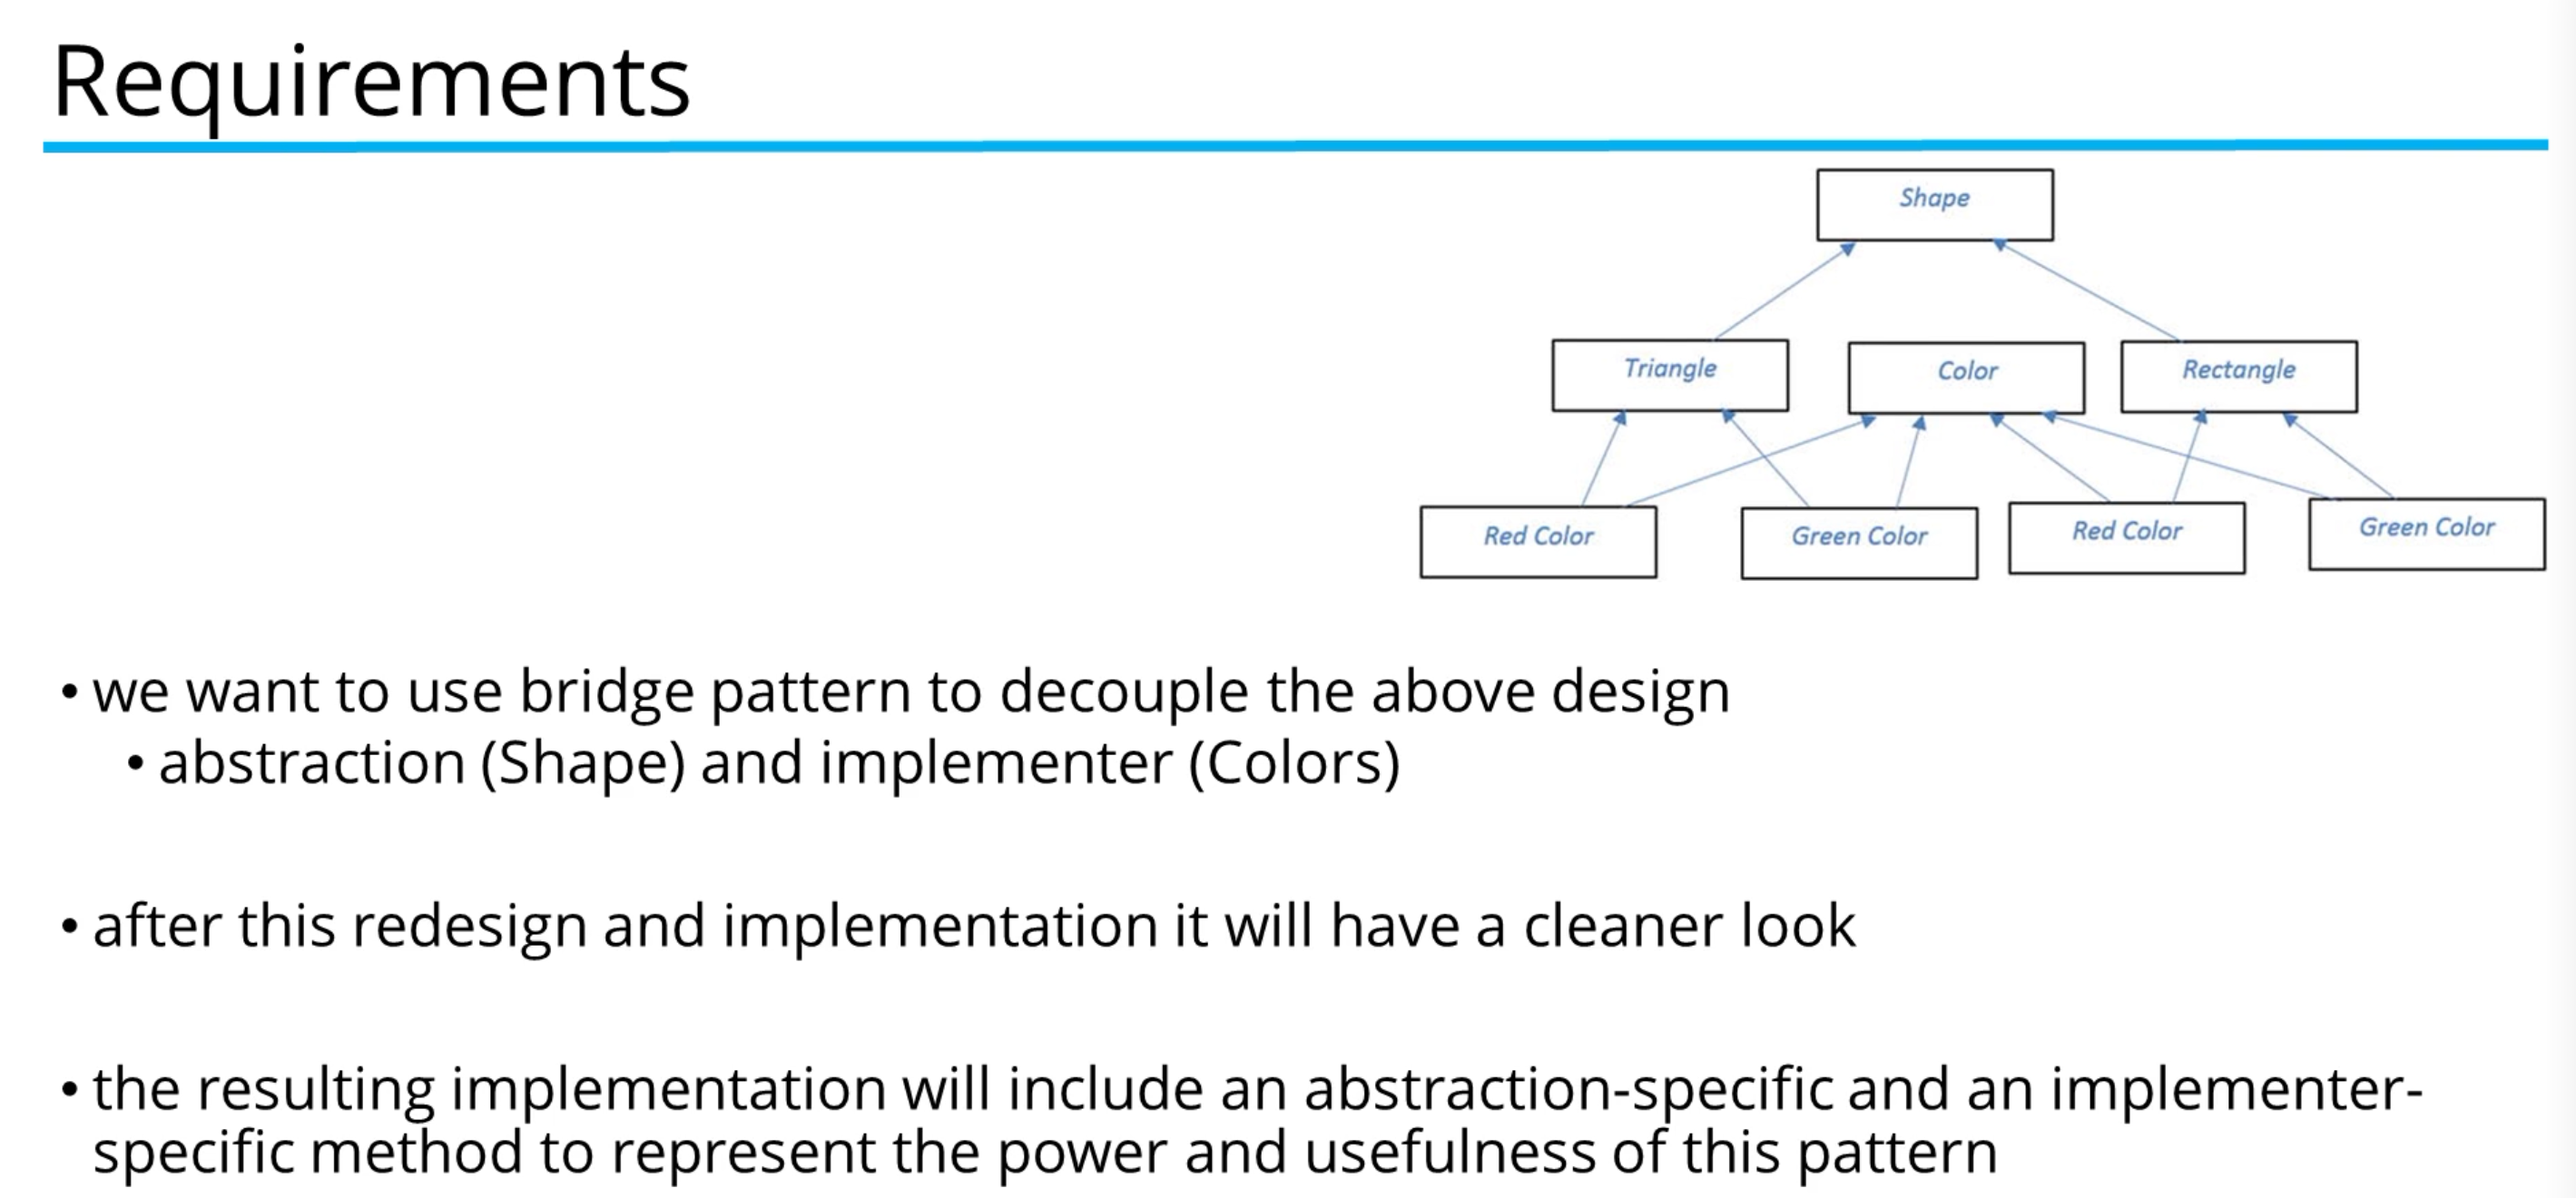 Requirements
Shape
Triangle
Color
Rectangle
Red Color
Green Color
Red Color
Green Color
• we want to use bridge pattern to decouple the above design
• abstraction (Shape) and implementer (Colors)
• after this redesign and implementation it will have a cleaner look
• the resulting implementation will include an abstraction-specific and an implementer-
specific method to represent the power and usefulness of this pattern